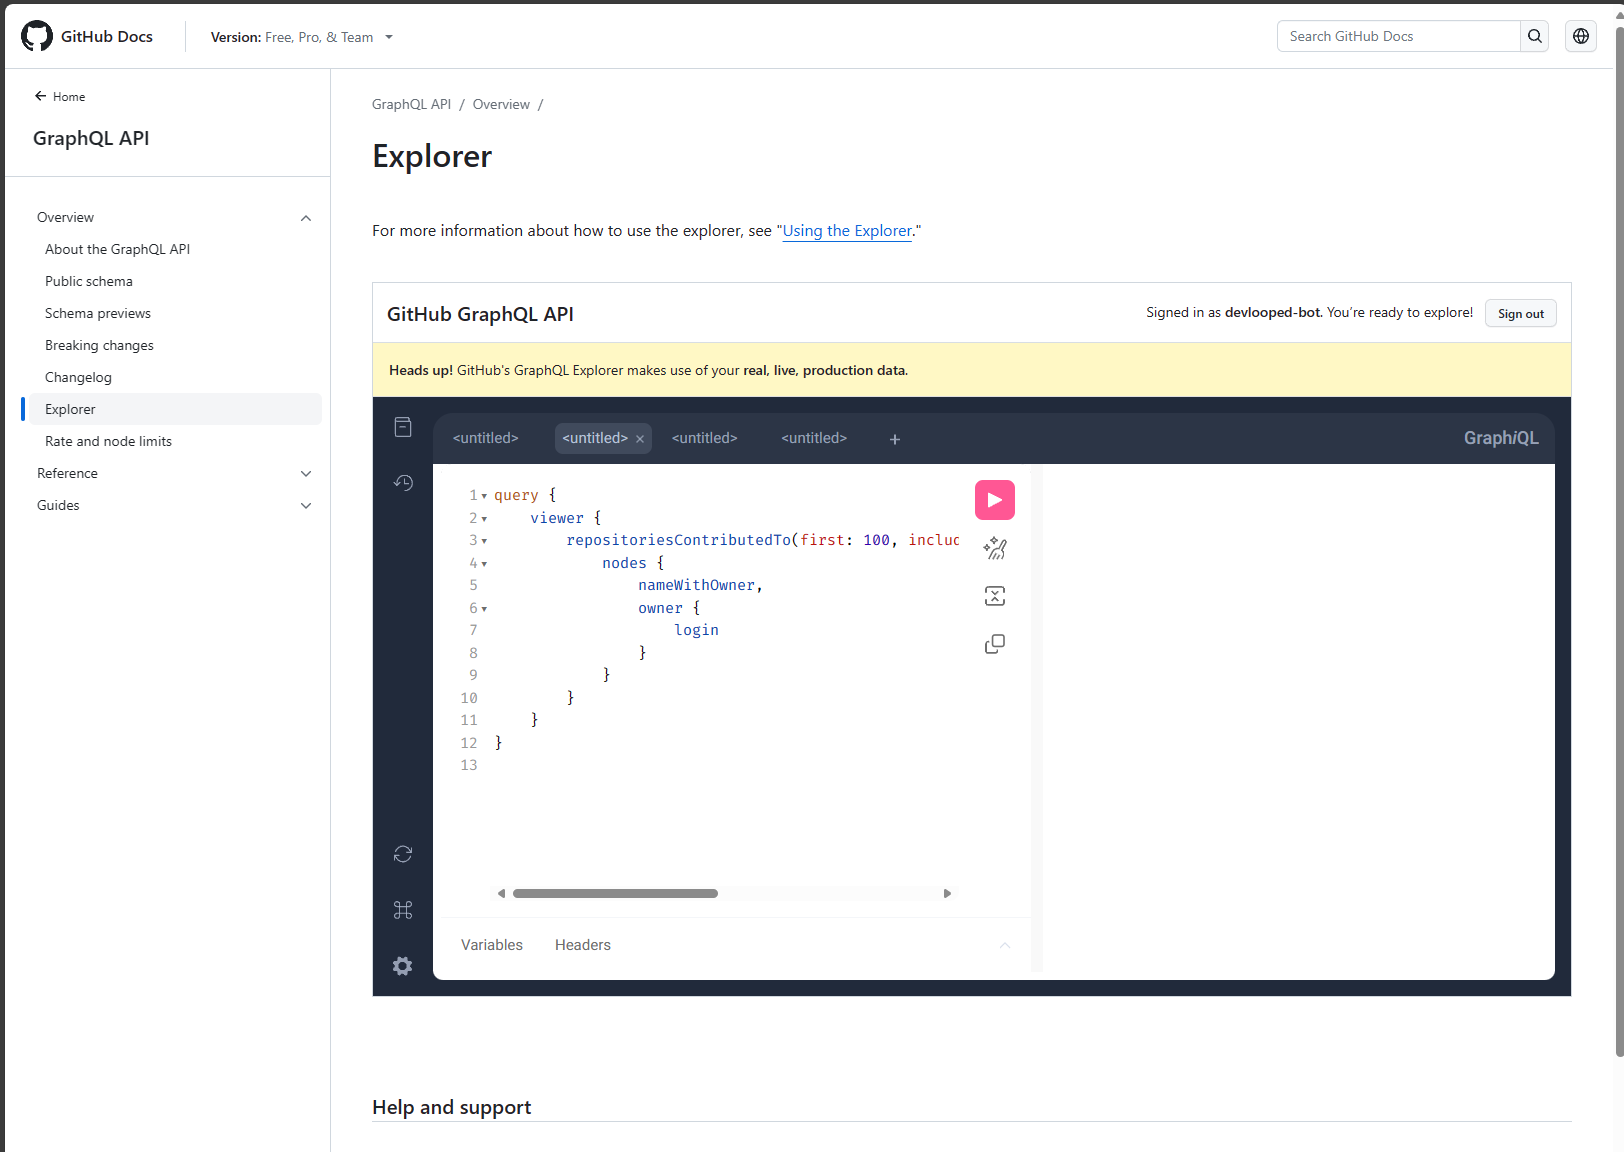 GitHub Docs
Version: Free, Pro, & Team
Search GitHub Docs
Home
GraphQL API
Overview
About the GraphQL API
Public schema
Schema previews
Breaking changes
Changelog
Explorer
Rate and node limits
Reference
Guides
GraphQL API / Overview /
Explorer
For more information about how to use the explorer, see "Using the Explorer."
GitHub GraphQL API
Signed in as devlooped-bot. You're ready to explore!
Sign out
Heads up! GitHub's GraphQL Explorer makes use of your real, live, production data.
<untitled>
<untitled> ×
<untitled>
<untitled>
+
GraphiQL
1 query {
2 viewer {
3 repositoriesContributedTo(first: 100, includ
4 nodes {
5 nameWithOwner,
6 owner {
7 login
8 }
9 }
10 }
11 }
12 }
13
Variables
Headers
Help and support